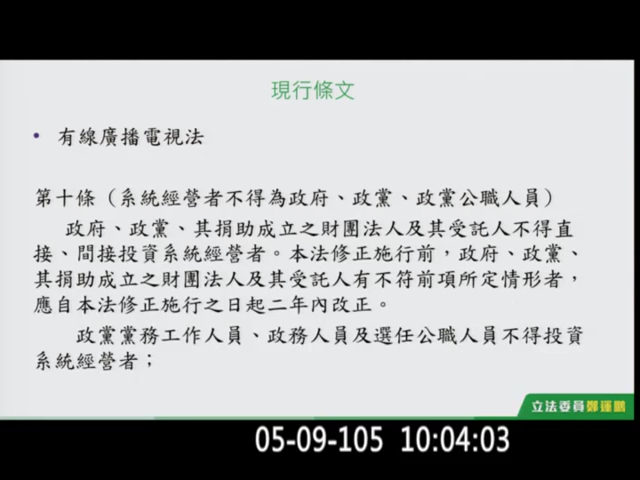 現行條文
• 有線廣播電視法
第十條（系統經營者不得為政府、政黨、政黨公職人員）
政府、政黨、其捐助成立之財團法人及其受託人不得直
接、間接投資系統經營者。本法修正施行前，政府、政黨、
其捐助成立之財團法人及其受託人有不符前項所定情形者，
應自本法修正施行之日起二年內改正。
政黨黨務工作人員、政務人員及選任公職人員不得投資
系統經營者；
立法委員鄭運鵬
05-09-105 10:04:03